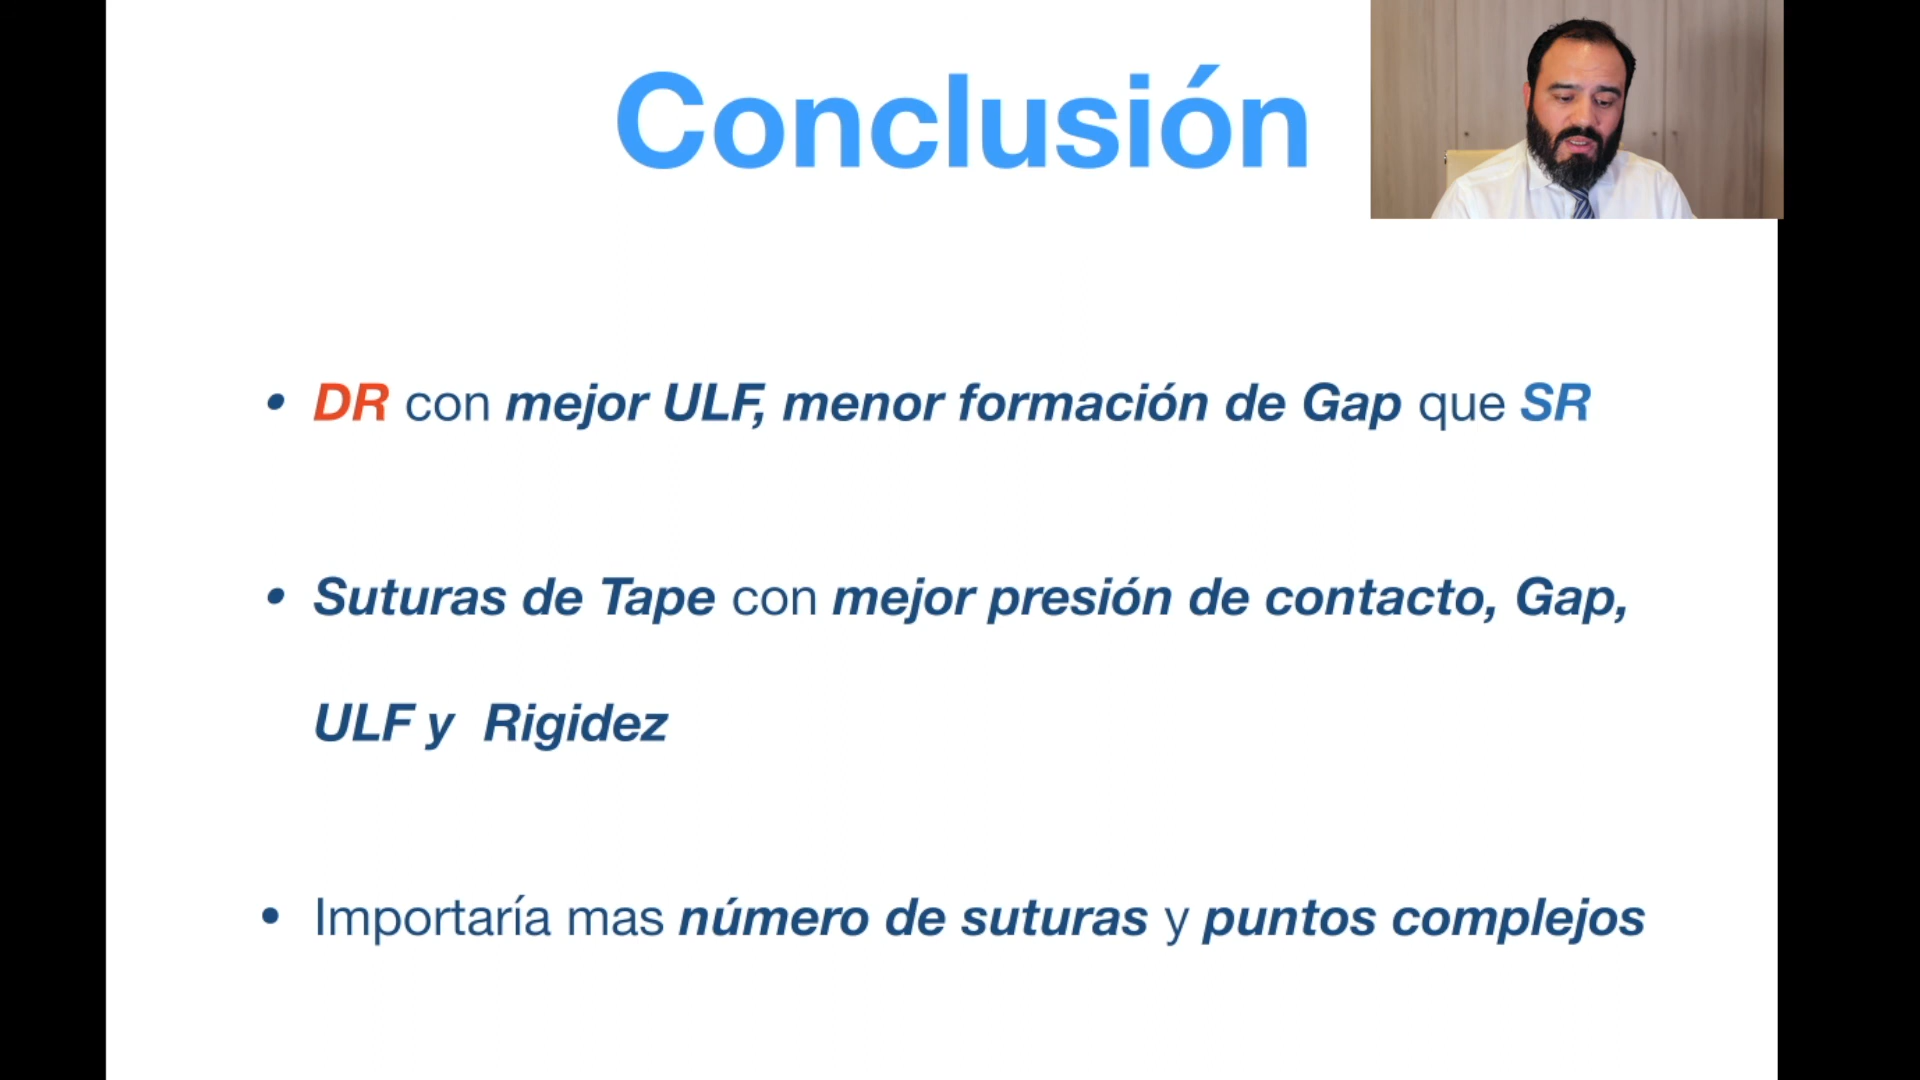 Conclusión
• DR con mejor ULF, menor formación de Gap que SR
• Suturas de Tape con mejor presión de contacto, Gap,
ULF y Rigidez
• Importaría mas número de suturas y puntos complejos